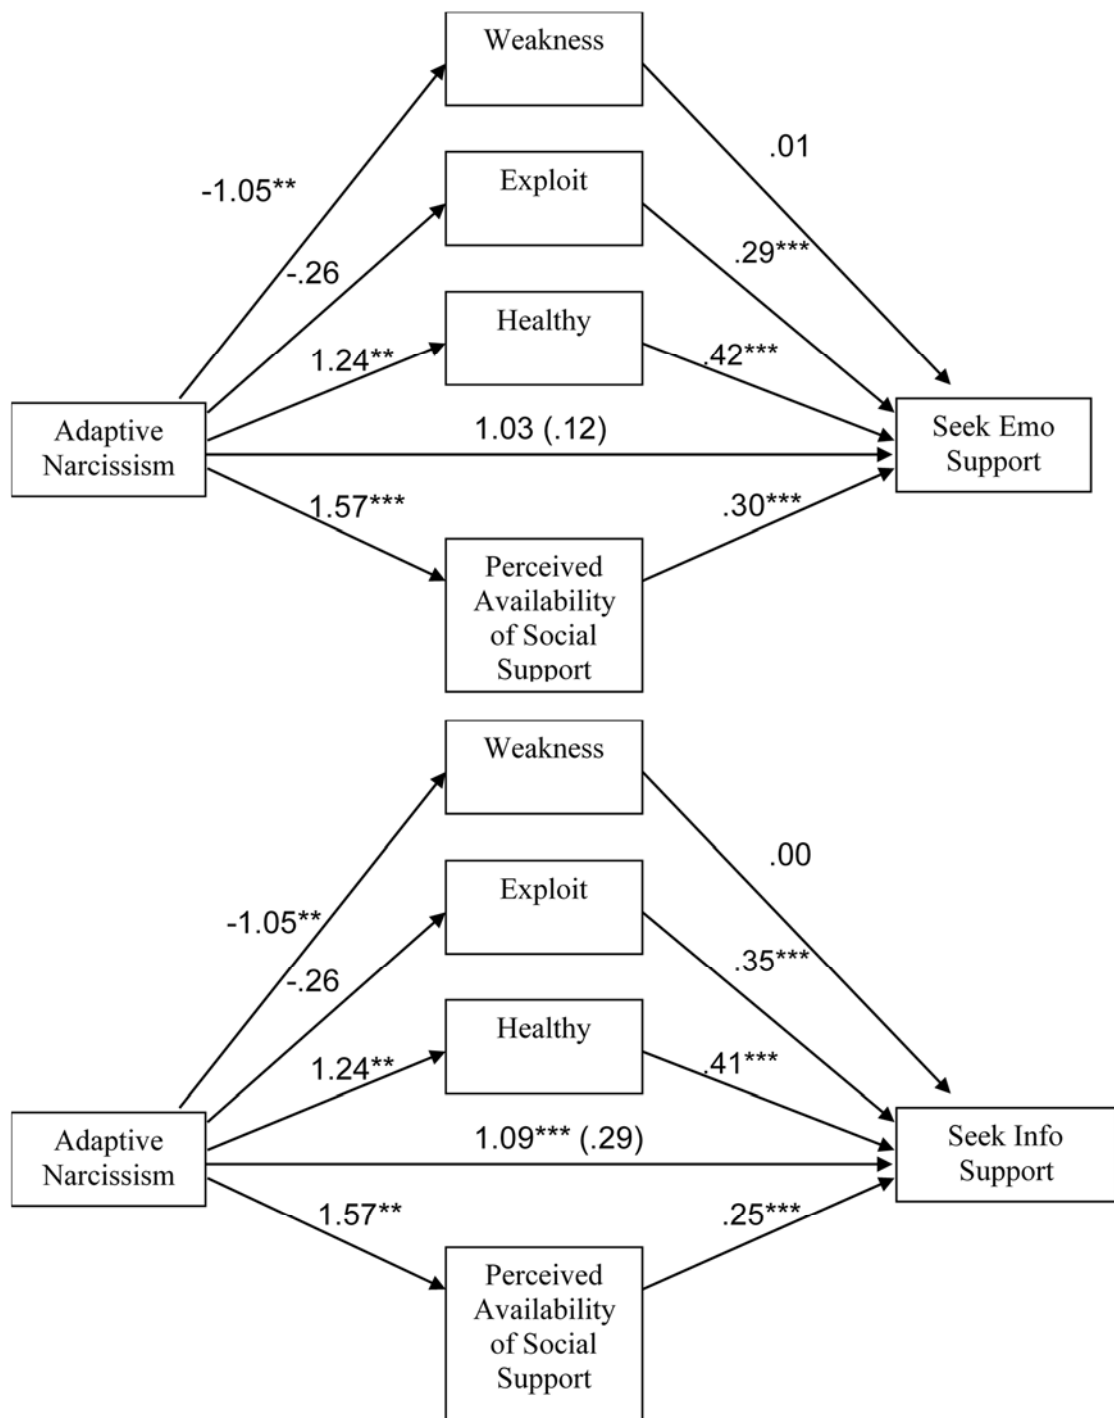 Weakness
.01
-1.05**
Exploit
.29***
-.26
Healthy
1.24**
.42***
Adaptive
Narcissism
1.03 (.12)
Seek Emo
Support
1.57***
.30***
Perceived
Availability
of Social
Support
Weakness
.00
-1.05**
Exploit
.35***
-.26
Healthy
1.24**
.41***
Adaptive
Narcissism
1.09*** (.29)
Seek Info
Support
1.57**
.25***
Perceived
Availability
of Social
Support